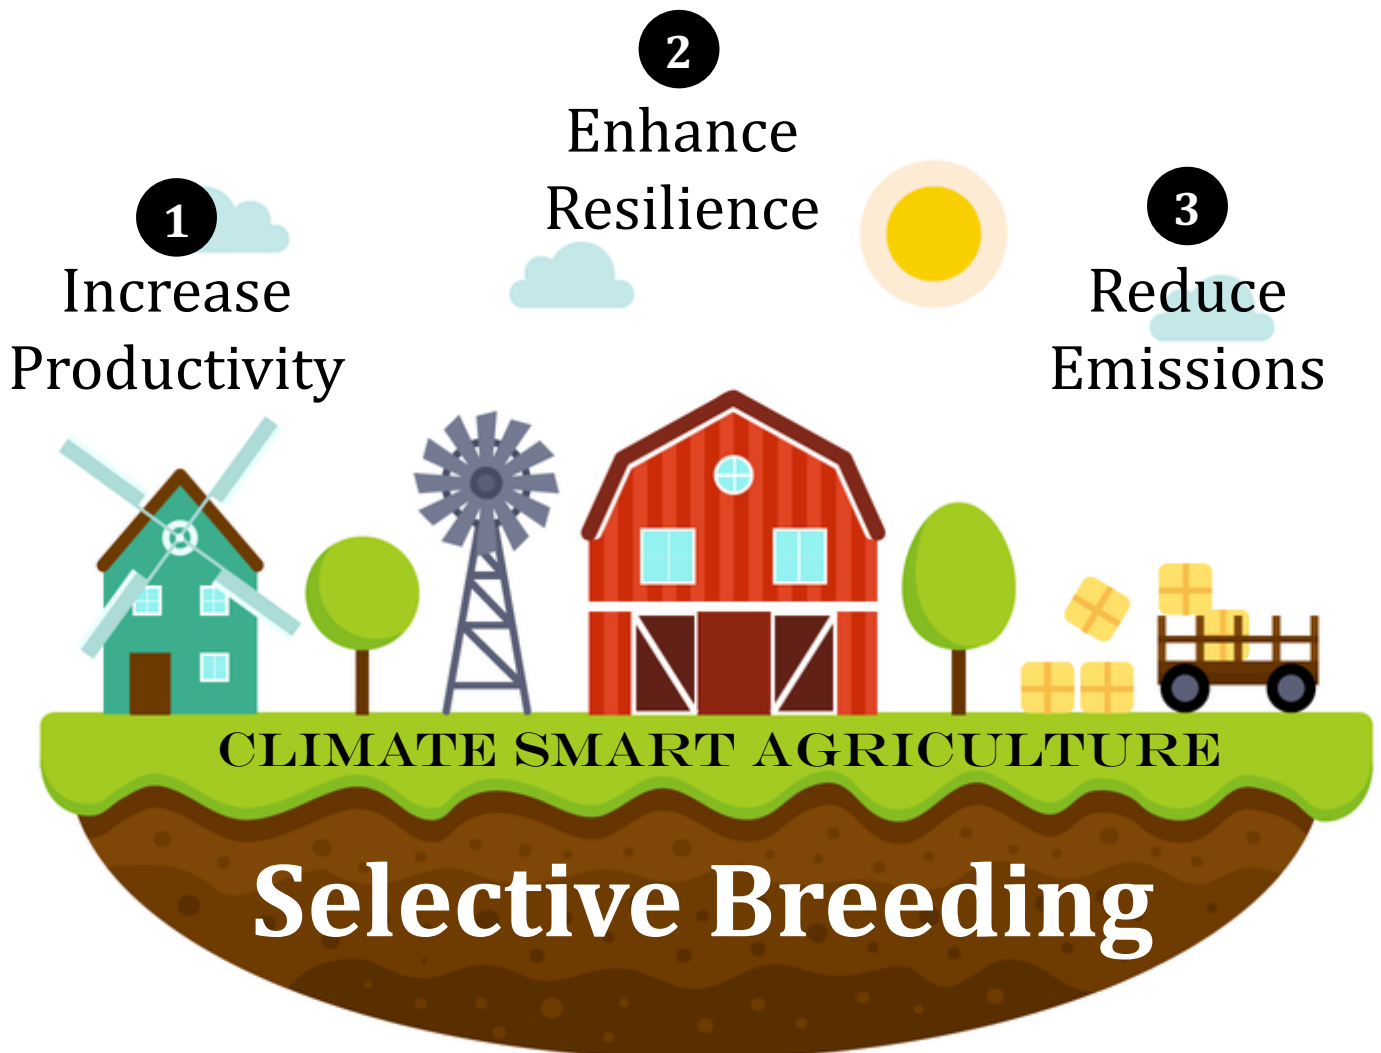 1
Increase
Productivity
2
Enhance
Resilience
3
Reduce
Emissions
CLIMATE SMART AGRICULTURE
Selective Breeding